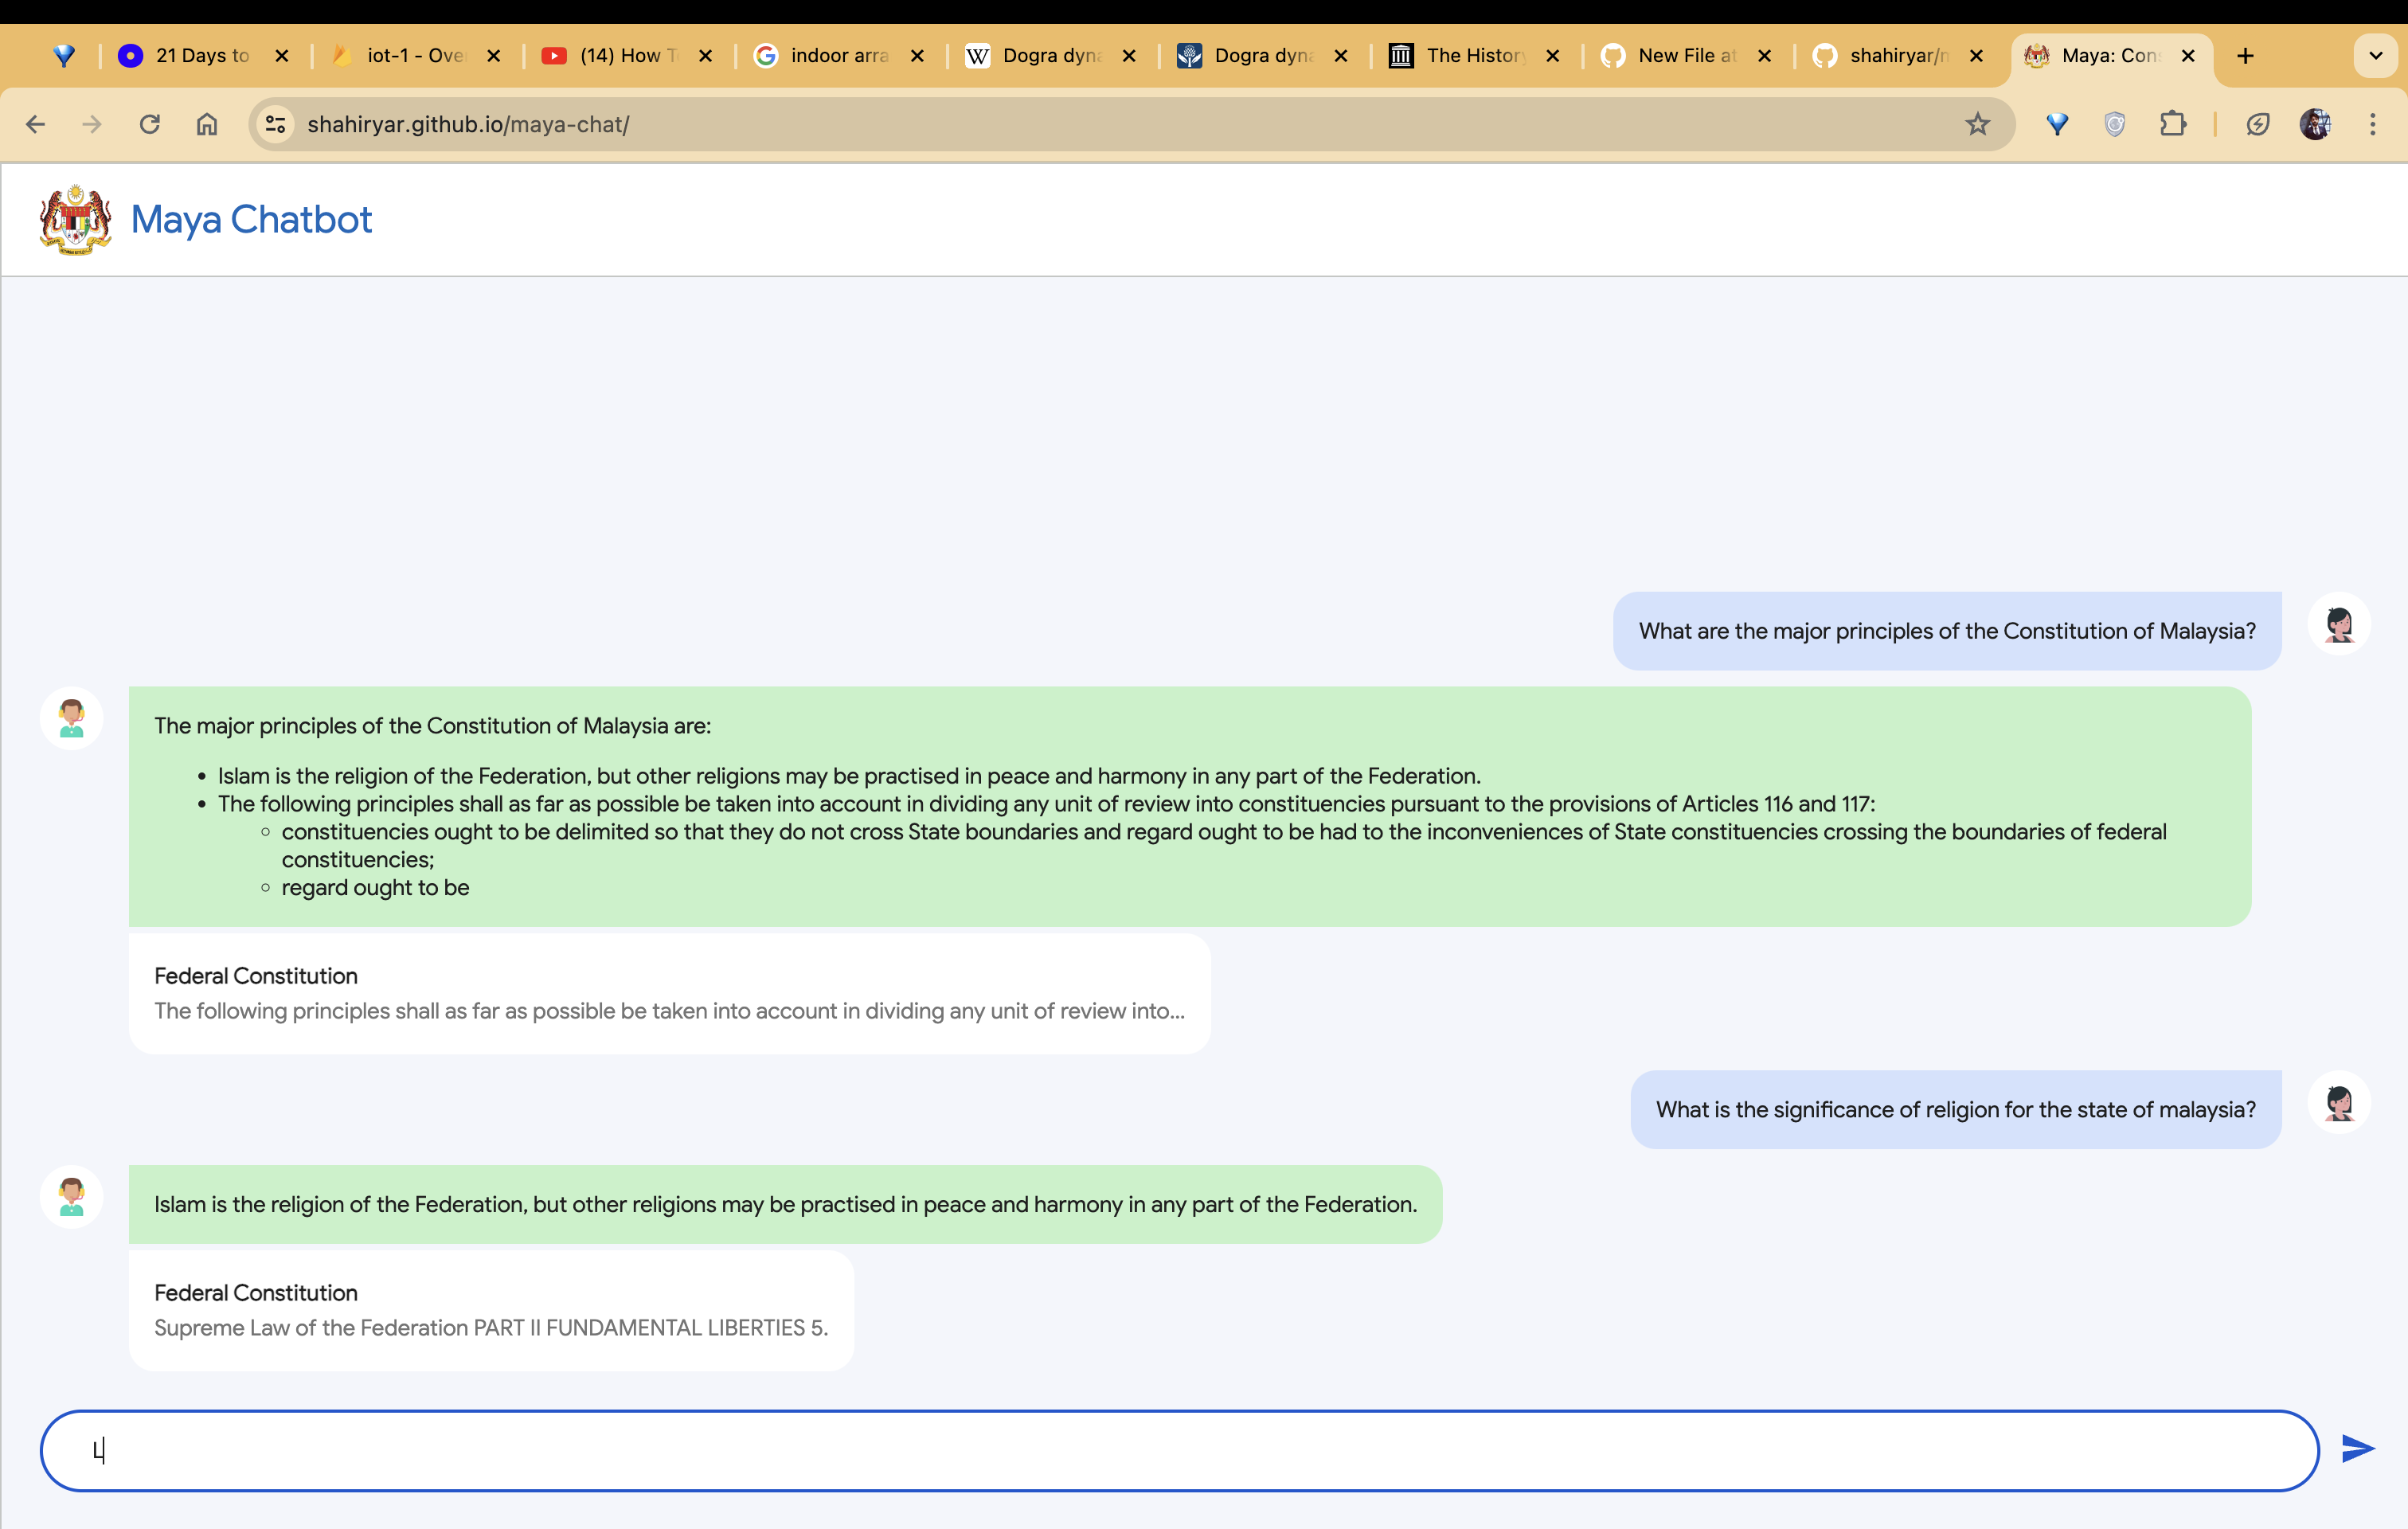 21 Days to
iot-1 - Ove
(14) How T
indoor arra
Dogra dyna
Dogra dyna
The History
New File at
shahiryar/m
Maya: Con
shahiryar.github.io/maya-chat/
Maya Chatbot
What are the major principles of the Constitution of Malaysia?
The major principles of the Constitution of Malaysia are:
• Islam is the religion of the Federation, but other religions may be practised in peace and harmony in any part of the Federation.
• The following principles shall as far as possible be taken into account in dividing any unit of review into constituencies pursuant to the provisions of Articles 116 and 117:
◦ constituencies ought to be delimited so that they do not cross State boundaries and regard ought to be had to the inconveniences of State constituencies crossing the boundaries of federal
constituencies;
◦ regard ought to be
Federal Constitution
The following principles shall as far as possible be taken into account in dividing any unit of review into...
What is the significance of religion for the state of malaysia?
Islam is the religion of the Federation, but other religions may be practised in peace and harmony in any part of the Federation.
Federal Constitution
Supreme Law of the Federation PART II FUNDAMENTAL LIBERTIES 5.